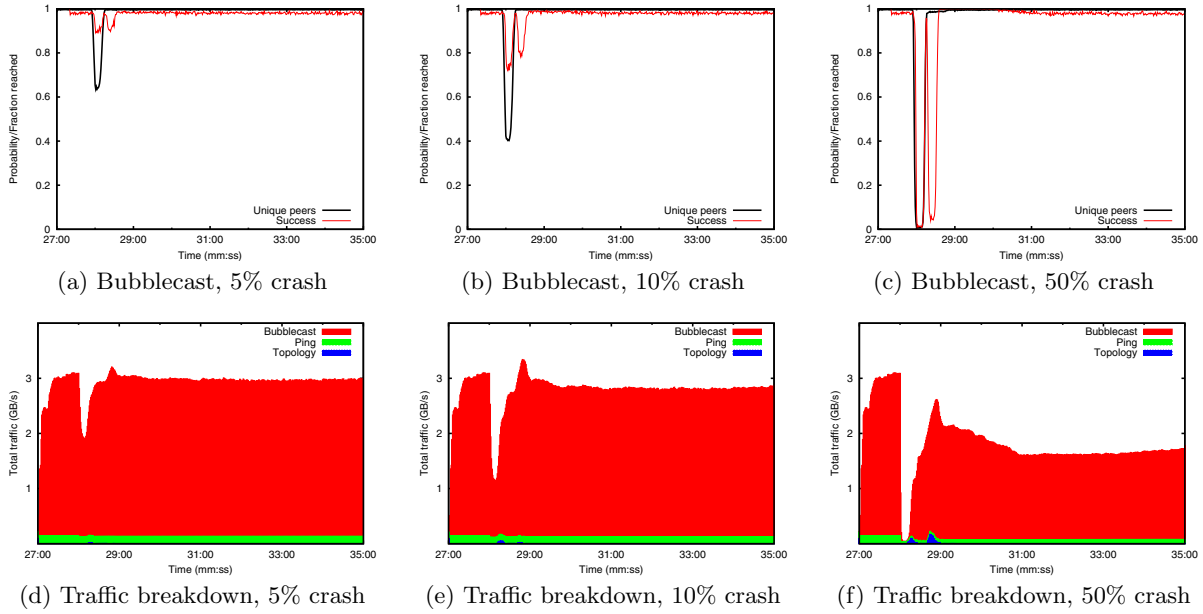 1
0.8
0.6
0.4
0.2
0
Probability/Fraction reached
Unique peers
Success
27:00 29:00 31:00 33:00 35:00
Time (mm:ss)
(a) Bubblecast, 5% crash
1
0.8
0.6
0.4
0.2
0
Probability/Fraction reached
Unique peers
Success
27:00 29:00 31:00 33:00 35:00
Time (mm:ss)
(b) Bubblecast, 10% crash
1
0.8
0.6
0.4
0.2
0
Probability/Fraction reached
Unique peers
Success
27:00 29:00 31:00 33:00 35:00
Time (mm:ss)
(c) Bubblecast, 50% crash
Bubblecast
Ping
Topology
3
2
1
Total traffic (GB/s)
27:00 29:00 31:00 33:00 35:00
Time (mm:ss)
(d) Traffic breakdown, 5% crash
Bubblecast
Ping
Topology
3
2
1
Total traffic (GB/s)
27:00 29:00 31:00 33:00 35:00
Time (mm:ss)
(e) Traffic breakdown, 10% crash
Bubblecast
Ping
Topology
3
2
1
Total traffic (GB/s)
27:00 29:00 31:00 33:00 35:00
Time (mm:ss)
(f) Traffic breakdown, 50% crash